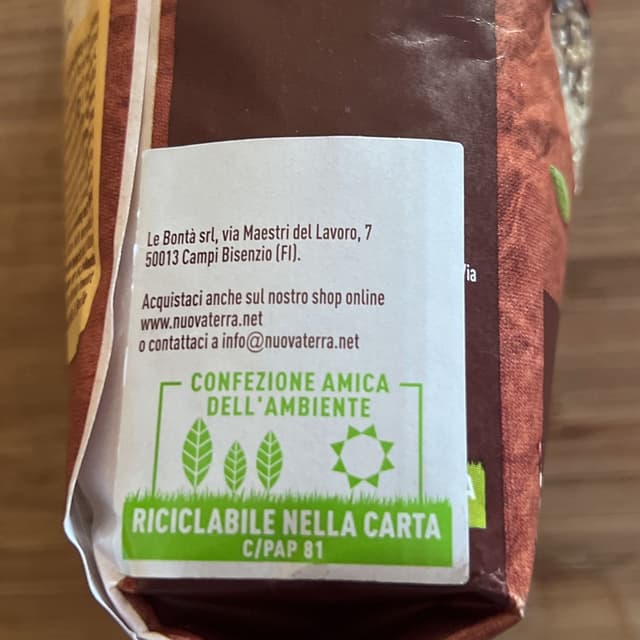 Le Bontà srl, via Maestri del Lavoro, 7
50013 Campi Bisenzio (FI).
Acquistaci anche sul nostro shop online
www.nuovaterra.net
o contattaci a info@nuovaterra.net
CONFEZIONE AMICA
DELL'AMBIENTE
RICICLABILE NELLA CARTA
C/PAP 81